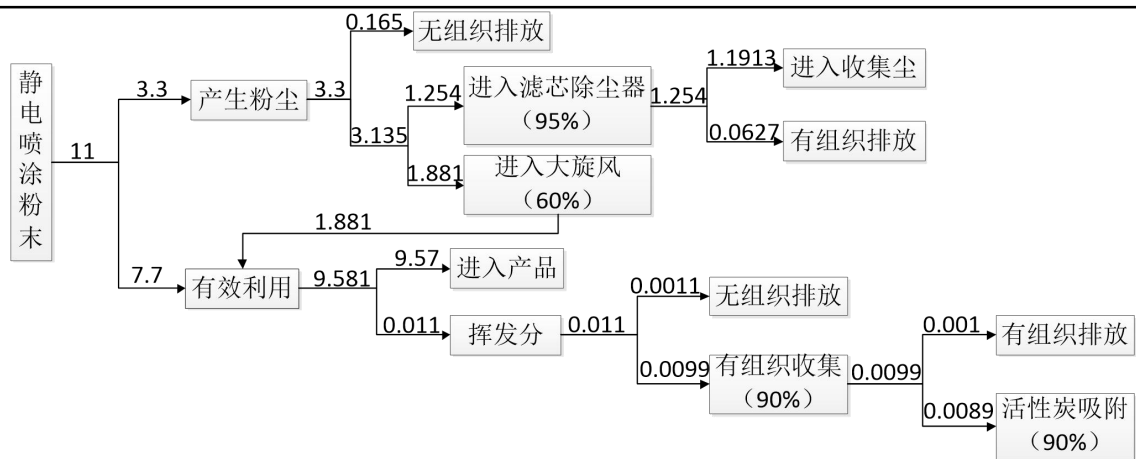 静电喷涂粉末
11
3.3
产生粉尘
3.3
0.165
无组织排放
3.135
1.254
进入滤芯除尘器
（95%）
1.254
1.1913
进入收集尘
0.0627
有组织排放
1.881
进入大旋风
（60%）
1.881
7.7
有效利用
9.581
9.57
进入产品
0.011
挥发分
0.011
0.0011
无组织排放
0.0099
有组织收集
（90%）
0.0099
0.001
有组织排放
0.0089
活性炭吸附
（90%）